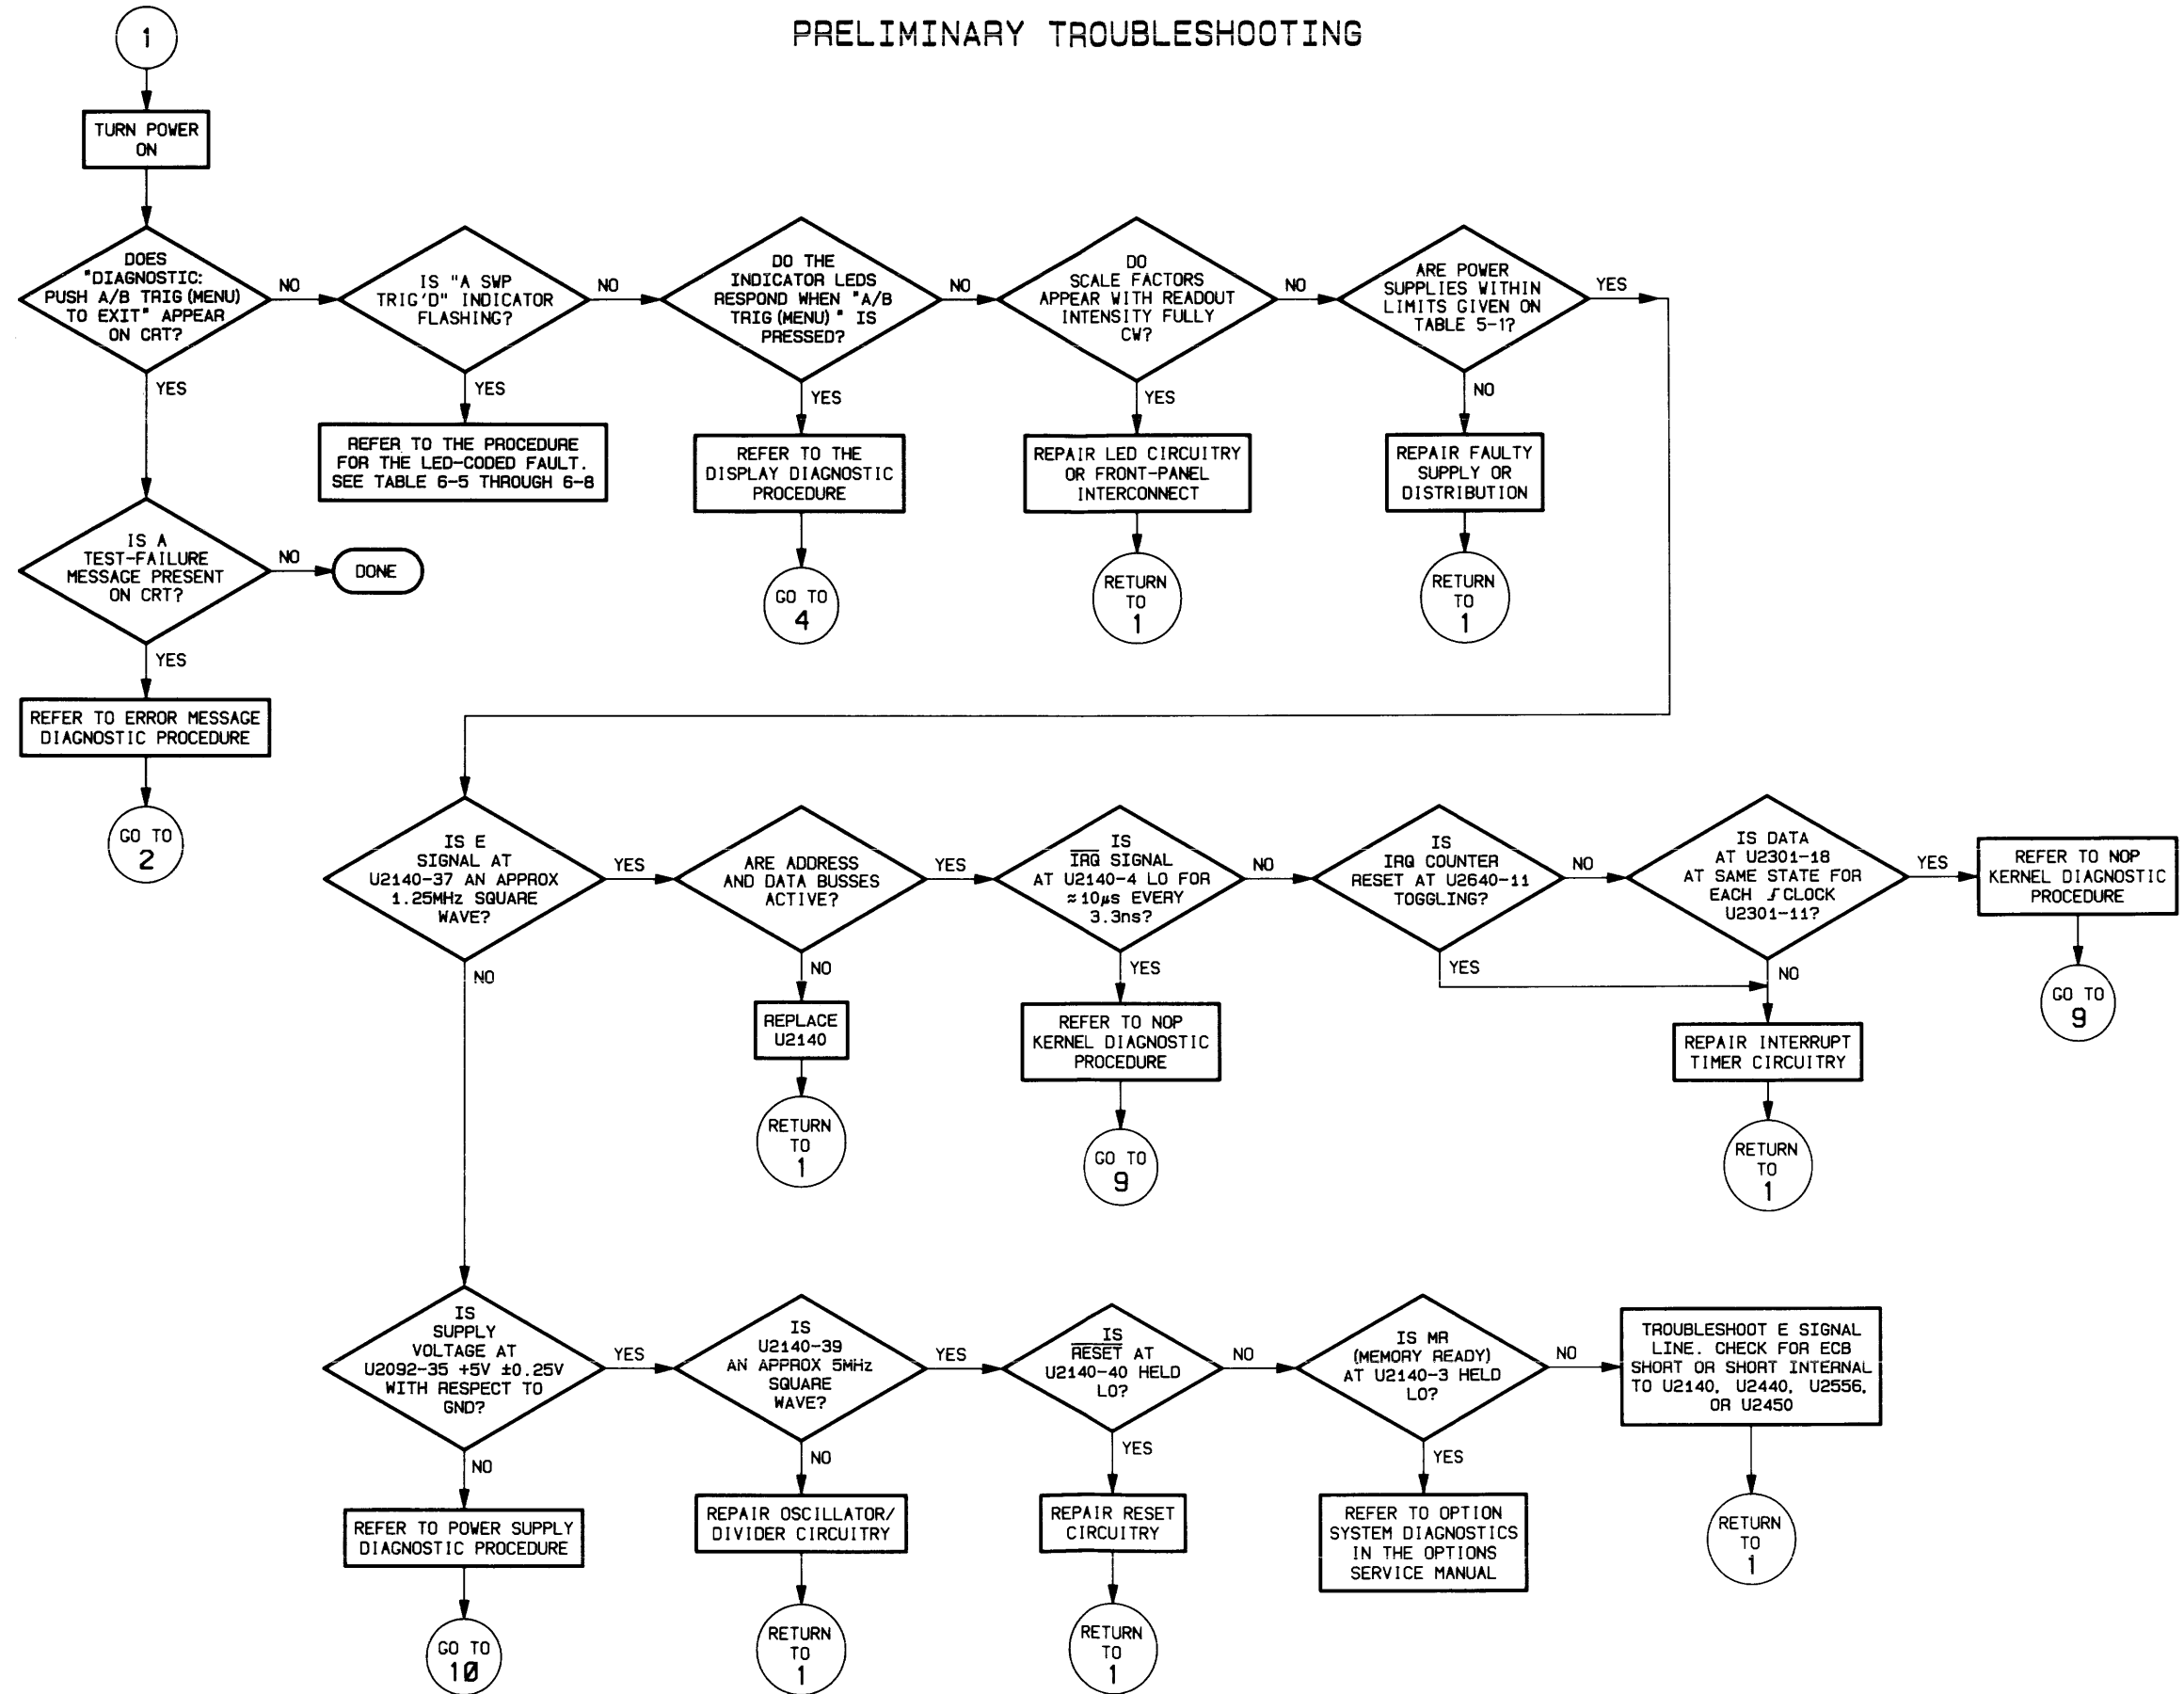 PRELIMINARY TROUBLESHOOTING
1
TURN POWER
ON
DOES
"DIAGNOSTIC:
PUSH A/B TRIG (MENU)
TO EXIT" APPEAR
ON CRT?
NO
YES
IS "A SWP
TRIG'D" INDICATOR
FLASHING?
NO
YES
DO THE
INDICATOR LEDS
RESPOND WHEN "A/B
TRIG (MENU)" IS
PRESSED?
NO
YES
DO
SCALE FACTORS
APPEAR WITH READOUT
INTENSITY FULLY
CW?
NO
YES
ARE POWER
SUPPLIES WITHIN
LIMITS GIVEN ON
TABLE 5-1?
YES
NO
REFER TO THE PROCEDURE
FOR THE LED-CODED FAULT.
SEE TABLE 6-5 THROUGH 6-8
REFER TO THE
DISPLAY DIAGNOSTIC
PROCEDURE
GO TO
4
REPAIR LED CIRCUITRY
OR FRONT-PANEL
INTERCONNECT
RETURN
TO
1
REPAIR FAULTY
SUPPLY OR
DISTRIBUTION
RETURN
TO
1
IS A
TEST-FAILURE
MESSAGE PRESENT
ON CRT?
NO
DONE
YES
REFER TO ERROR MESSAGE
DIAGNOSTIC PROCEDURE
GO TO
2
IS E
SIGNAL AT
U2140-37 AN APPROX
1.25MHz SQUARE
WAVE?
YES
NO
ARE ADDRESS
AND DATA BUSSES
ACTIVE?
YES
NO
IS
IRQ SIGNAL
AT U2140-4 LO FOR
≈10µs EVERY
3.3ns?
NO
YES
IS
IRQ COUNTER
RESET AT U2640-11
TOGGLING?
NO
YES
IS DATA
AT U2301-18
AT SAME STATE FOR
EACH ⎍ CLOCK
U2301-11?
YES
NO
REFER TO NOP
KERNEL DIAGNOSTIC
PROCEDURE
GO TO
9
REPLACE
U2140
RETURN
TO
1
REFER TO NOP
KERNEL DIAGNOSTIC
PROCEDURE
GO TO
9
REPAIR INTERRUPT
TIMER CIRCUITRY
RETURN
TO
1
IS
SUPPLY
VOLTAGE AT
U2092-35 +5V ±0.25V
WITH RESPECT TO
GND?
YES
NO
IS
U2140-39
AN APPROX 5MHz
SQUARE
WAVE?
YES
NO
IS
RESET AT
U2140-40 HELD
LO?
NO
YES
IS MR
(MEMORY READY)
AT U2140-3 HELD
LO?
NO
YES
TROUBLESHOOT E SIGNAL
LINE. CHECK FOR ECB
SHORT OR SHORT INTERNAL
TO U2140, U2440, U2556,
OR U2450
RETURN
TO
1
REFER TO POWER SUPPLY
DIAGNOSTIC PROCEDURE
GO TO
10
REPAIR OSCILLATOR/
DIVIDER CIRCUITRY
RETURN
TO
1
REPAIR RESET
CIRCUITRY
RETURN
TO
1
REFER TO OPTION
SYSTEM DIAGNOSTICS
IN THE OPTIONS
SERVICE MANUAL